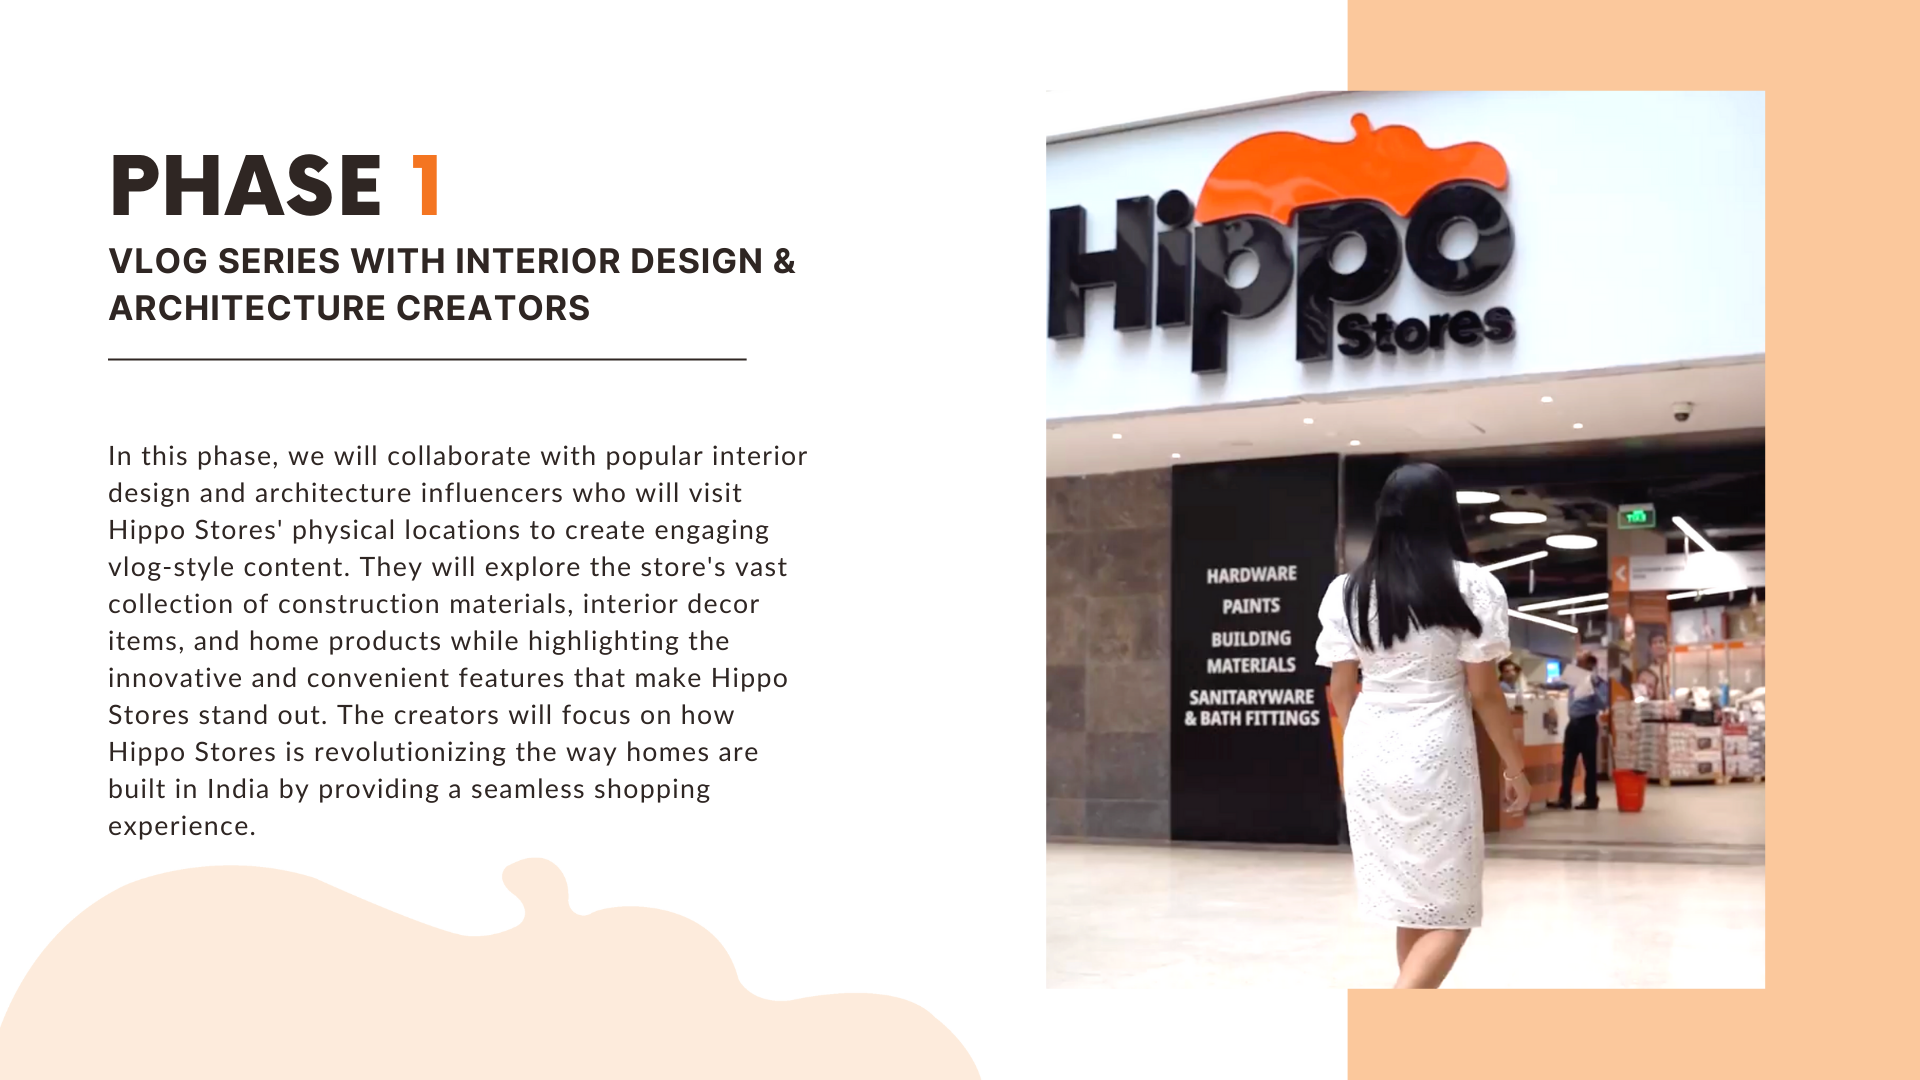 PHASE 1
VLOG SERIES WITH INTERIOR DESIGN &
ARCHITECTURE CREATORS
In this phase, we will collaborate with popular interior
design and architecture influencers who will visit
Hippo Stores' physical locations to create engaging
vlog-style content. They will explore the store's vast
collection of construction materials, interior decor
items, and home products while highlighting the
innovative and convenient features that make Hippo
Stores stand out. The creators will focus on how
Hippo Stores is revolutionizing the way homes are
built in India by providing a seamless shopping
experience.
Hippo
Stores
HARDWARE
PAINTS
BUILDING
MATERIALS
SANITARYWARE
& BATH FITTINGS